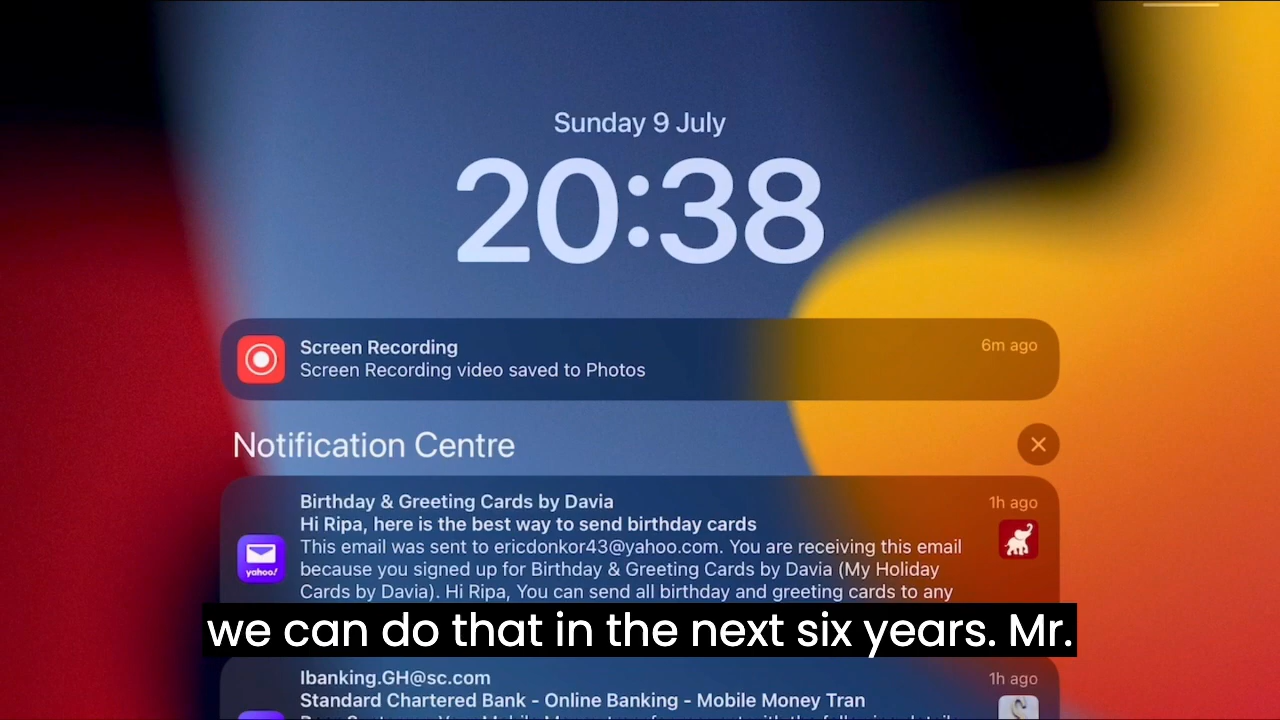 Sunday 9 July
20:38
Screen Recording
6m ago
Screen Recording video saved to Photos
Notification Centre
Birthday & Greeting Cards by Davia
1h ago
Hi Ripa, here is the best way to send birthday cards
This email was sent to ericdonkor43@yahoo.com. You are receiving this email
because you signed up for Birthday & Greeting Cards by Davia (My Holiday
Cards by Davia). Hi Ripa, You can send all birthday and greeting cards to any
yahoo!
we can do that in the next six years. Mr.
Ibanking.GH@sc.com
1h ago
Standard Chartered Bank - Online Banking - Mobile Money Tran